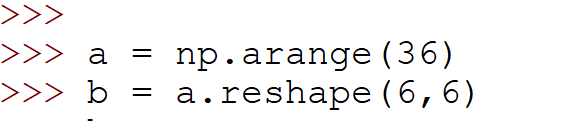 >>>
>>> a = np.arange(36)
>>> b = a.reshape(6,6)